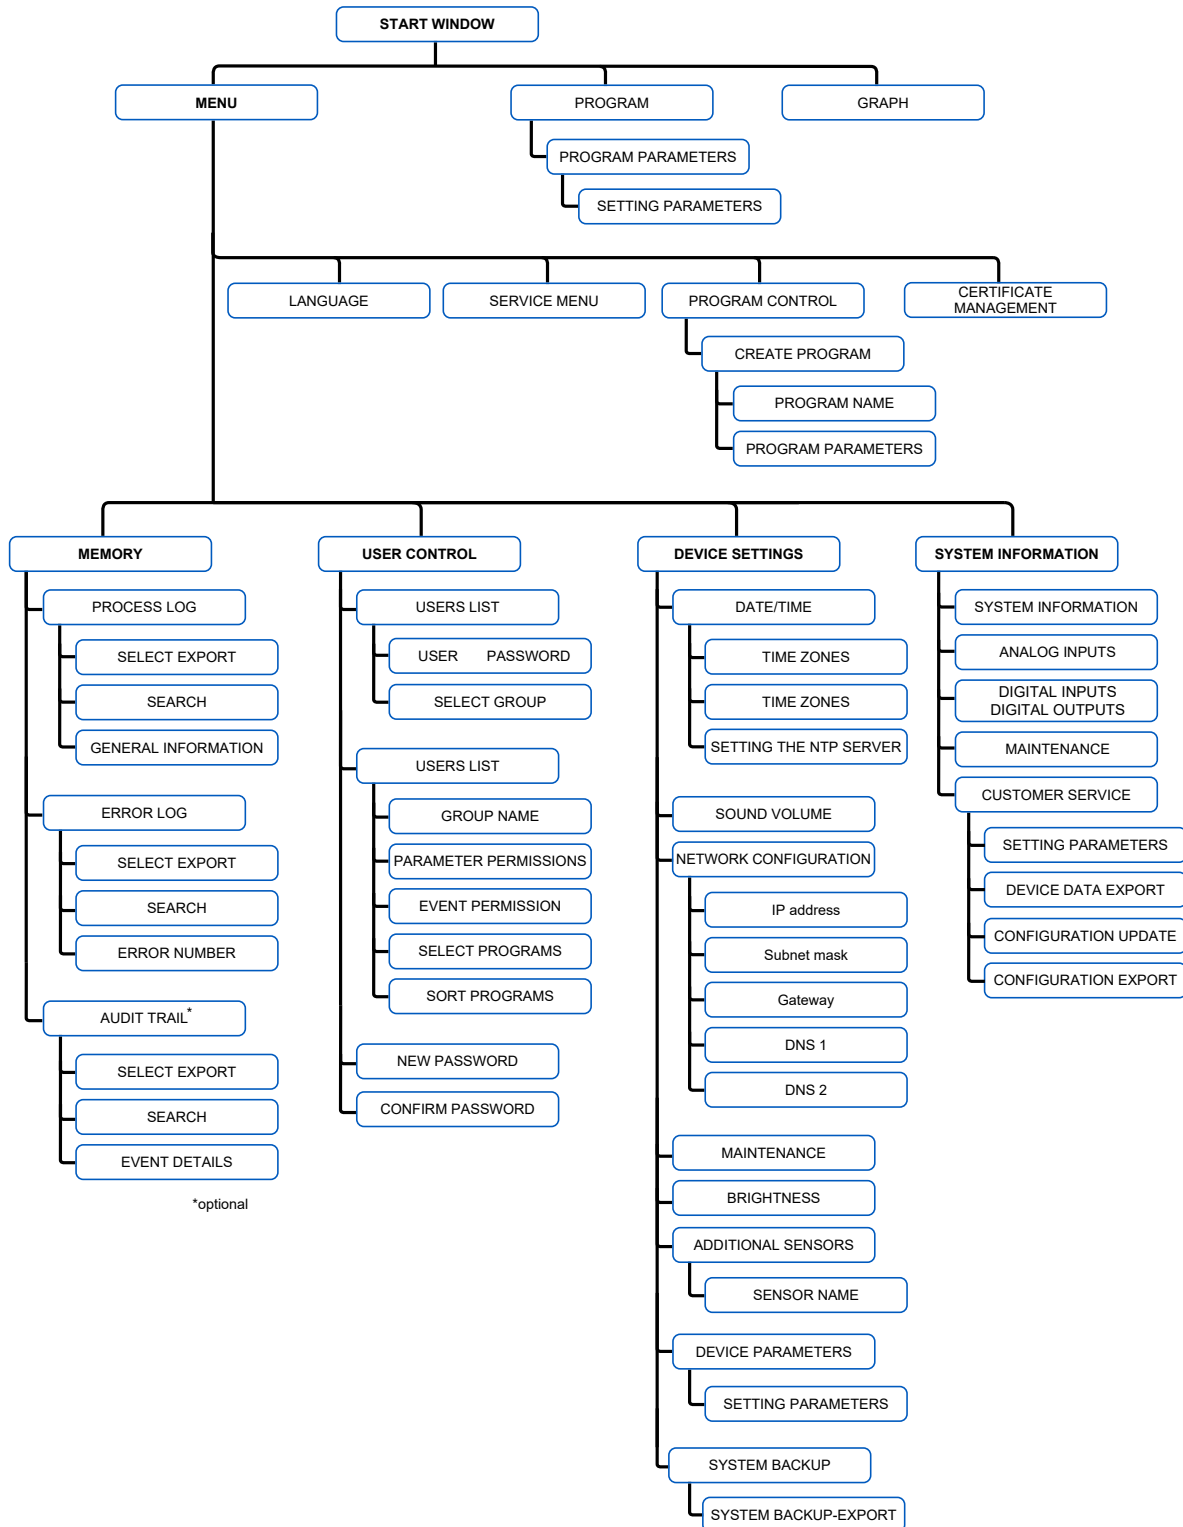 START WINDOW
MENU
PROGRAM
GRAPH
PROGRAM PARAMETERS
SETTING PARAMETERS
LANGUAGE
SERVICE MENU
PROGRAM CONTROL
CERTIFICATE
MANAGEMENT
CREATE PROGRAM
PROGRAM NAME
PROGRAM PARAMETERS
MEMORY
PROCESS LOG
SELECT EXPORT
SEARCH
GENERAL INFORMATION
ERROR LOG
SELECT EXPORT
SEARCH
ERROR NUMBER
AUDIT TRAIL*
SELECT EXPORT
SEARCH
EVENT DETAILS
*optional
USER CONTROL
USERS LIST
USER PASSWORD
SELECT GROUP
USERS LIST
GROUP NAME
PARAMETER PERMISSIONS
EVENT PERMISSION
SELECT PROGRAMS
SORT PROGRAMS
NEW PASSWORD
CONFIRM PASSWORD
DEVICE SETTINGS
DATE/TIME
TIME ZONES
TIME ZONES
SETTING THE NTP SERVER
SOUND VOLUME
NETWORK CONFIGURATION
IP address
Subnet mask
Gateway
DNS 1
DNS 2
MAINTENANCE
BRIGHTNESS
ADDITIONAL SENSORS
SENSOR NAME
DEVICE PARAMETERS
SETTING PARAMETERS
SYSTEM BACKUP
SYSTEM BACKUP-EXPORT
SYSTEM INFORMATION
SYSTEM INFORMATION
ANALOG INPUTS
DIGITAL INPUTS
DIGITAL OUTPUTS
MAINTENANCE
CUSTOMER SERVICE
SETTING PARAMETERS
DEVICE DATA EXPORT
CONFIGURATION UPDATE
CONFIGURATION EXPORT